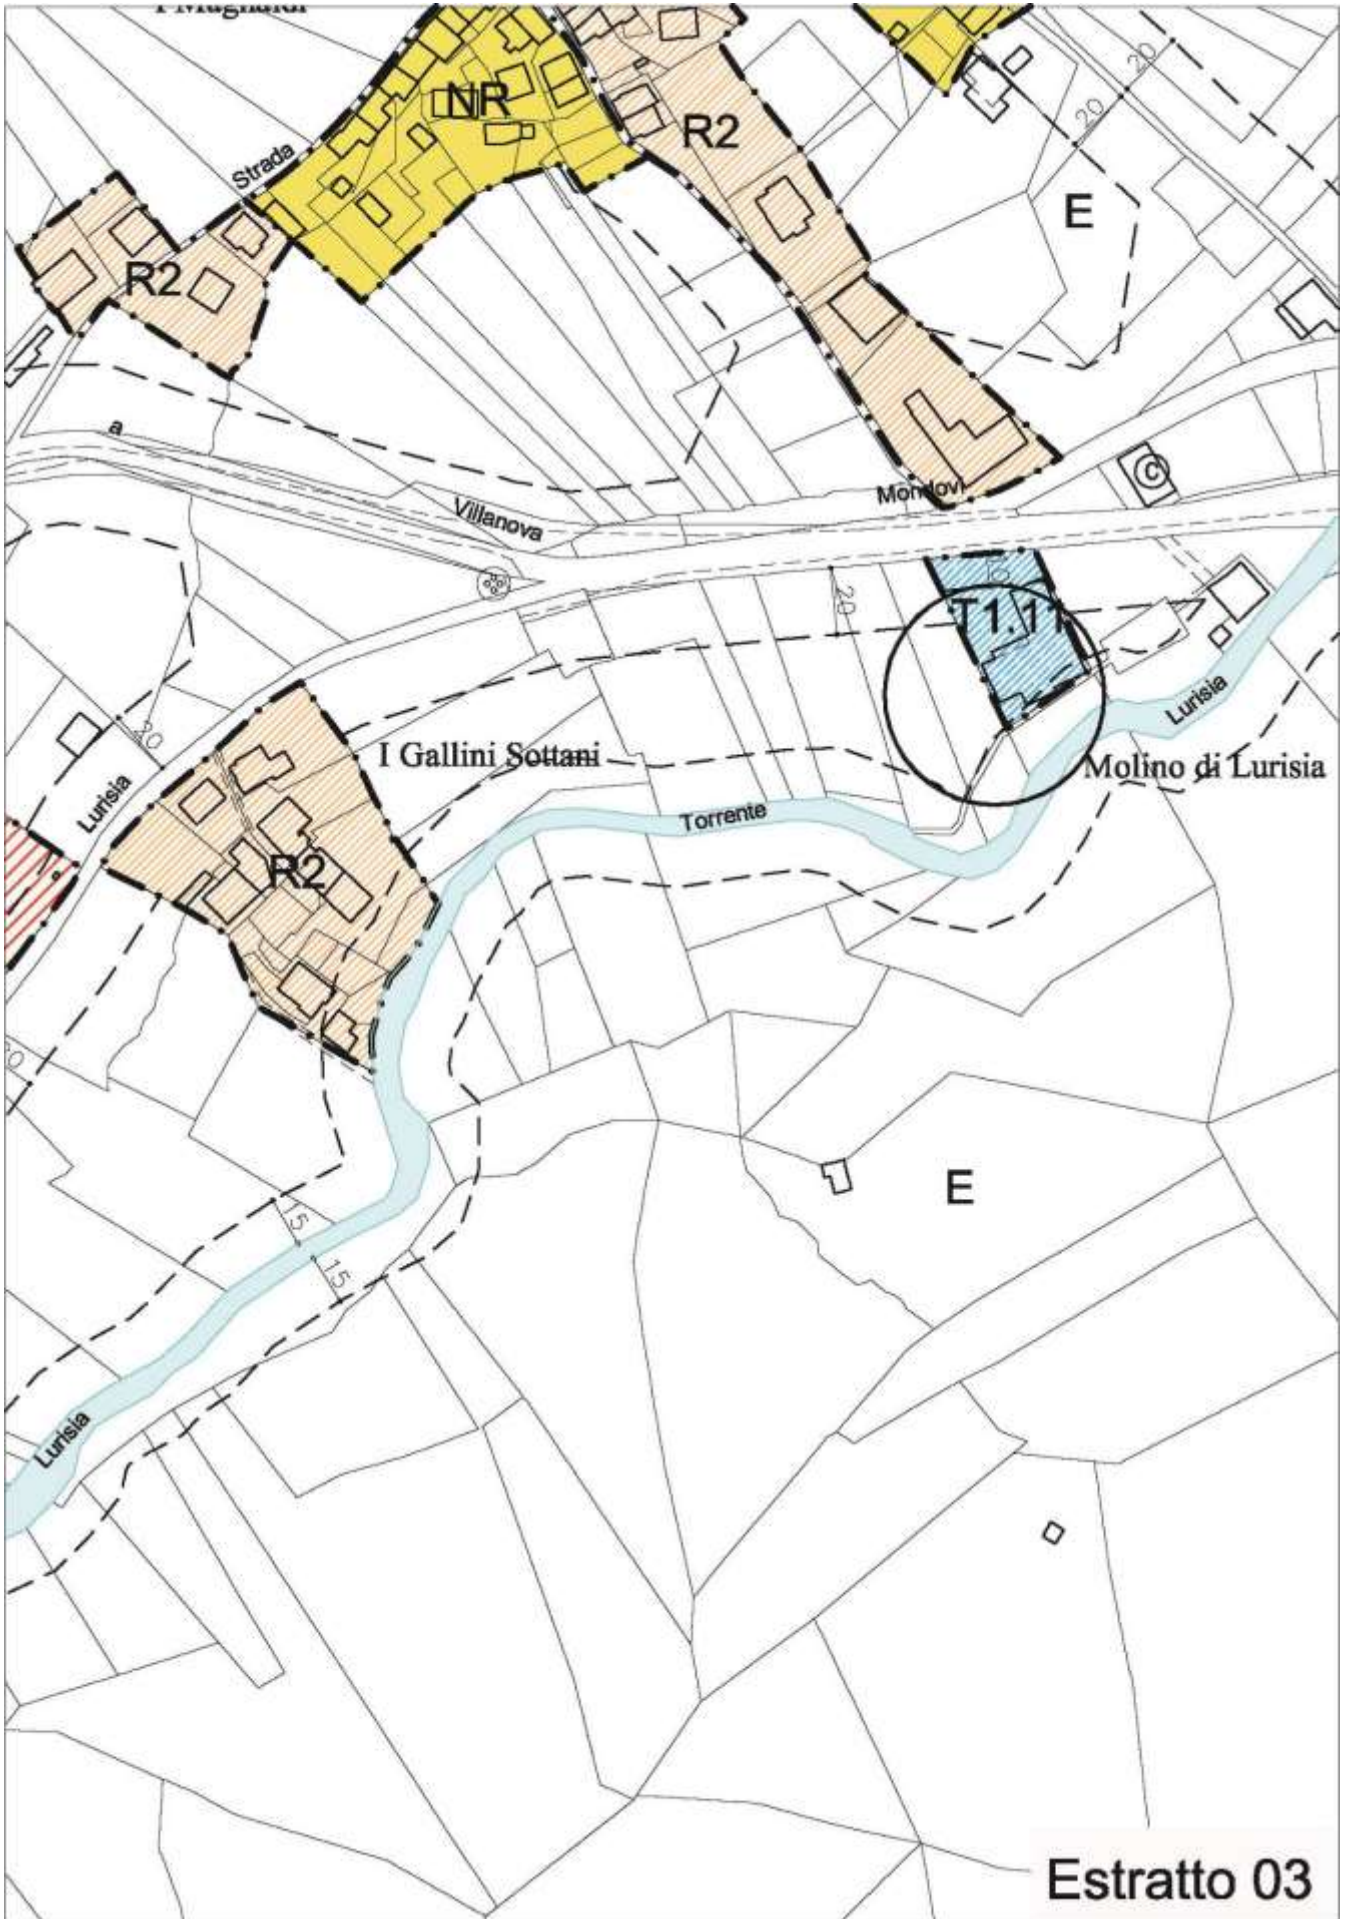 NR
R2
20
20
Strada
E
R2
a
Mondovì
C
Villanova
T1.11
20
Lurisia
20
I Gallini Sottani
Molino di Lurisia
Lurisia
Torrente
R2
E
15
15
Lurisia
Estratto 03